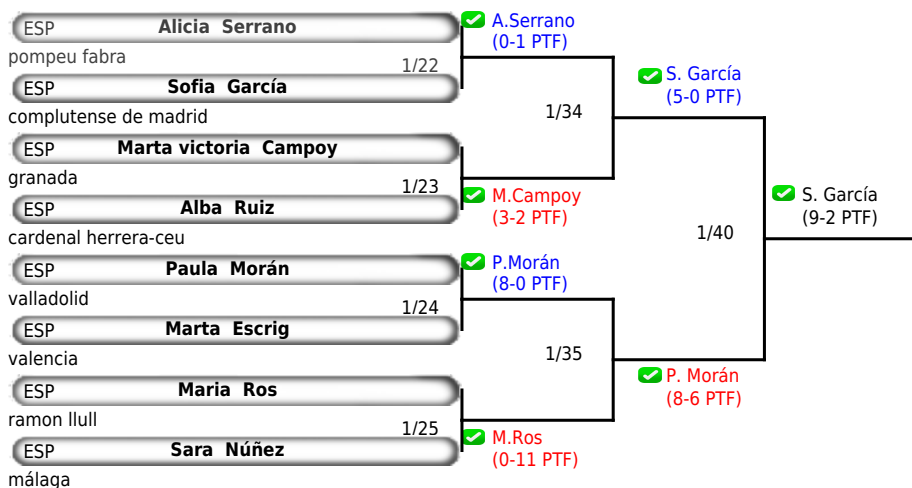 ESP Alicia Serrano
pompeu fabra
1/22
ESP Sofia García
complutense de madrid
ESP Marta victoria Campoy
granada
1/23
ESP Alba Ruiz
cardenal herrera-ceu
ESP Paula Morán
valladolid
1/24
ESP Marta Escrig
valencia
ESP Maria Ros
ramon llull
1/25
ESP Sara Núñez
málaga
A.Serrano
(0-1 PTF)
1/34
M.Campoy
(3-2 PTF)
P.Morán
(8-0 PTF)
1/35
M.Ros
(0-11 PTF)
S. García
(5-0 PTF)
1/40
P. Morán
(8-6 PTF)
S. García
(9-2 PTF)